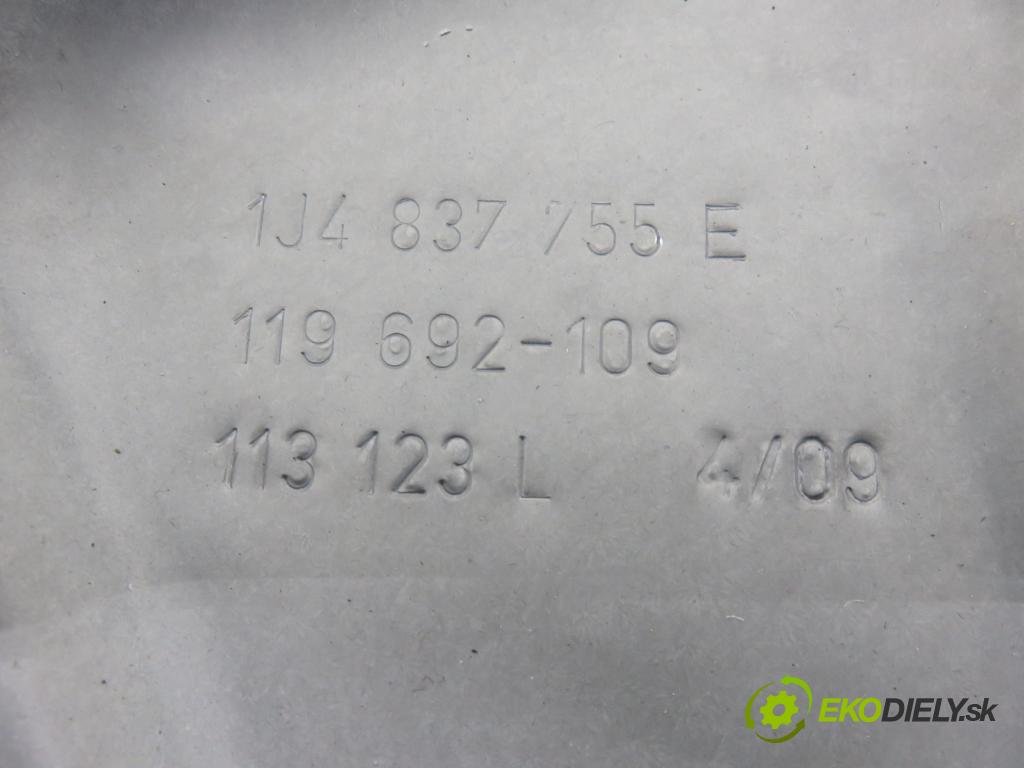 1J4 837 755 E
119 692-109
113 123 L 4/09
EKODIELY.sk